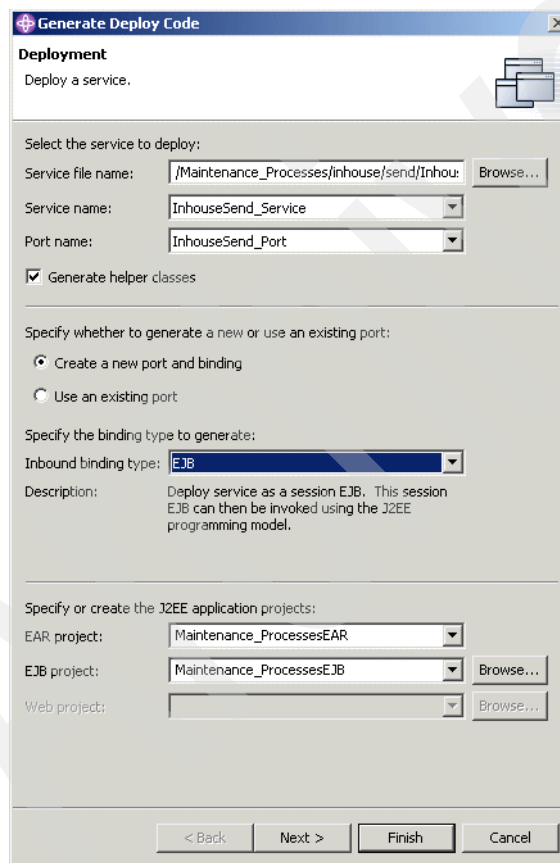 Generate Deploy Code
Deployment
Deploy a service.
Select the service to deploy:
Service file name: /Maintenance_Processes/inhouse/send/Inhou: Browse...
Service name: InhouseSend_Service
Port name: InhouseSend_Port
Generate helper classes
Specify whether to generate a new or use an existing port:
Create a new port and binding
Use an existing port
Specify the binding type to generate:
Inbound binding type: EJB
Description: Deploy service as a session EJB. This session
EJB can then be invoked using the J2EE
programming model.
Specify or create the J2EE application projects:
EAR project: Maintenance_ProcessesEAR
EJB project: Maintenance_ProcessesEJB Browse...
Web project: Browse...
< Back Next > Finish Cancel